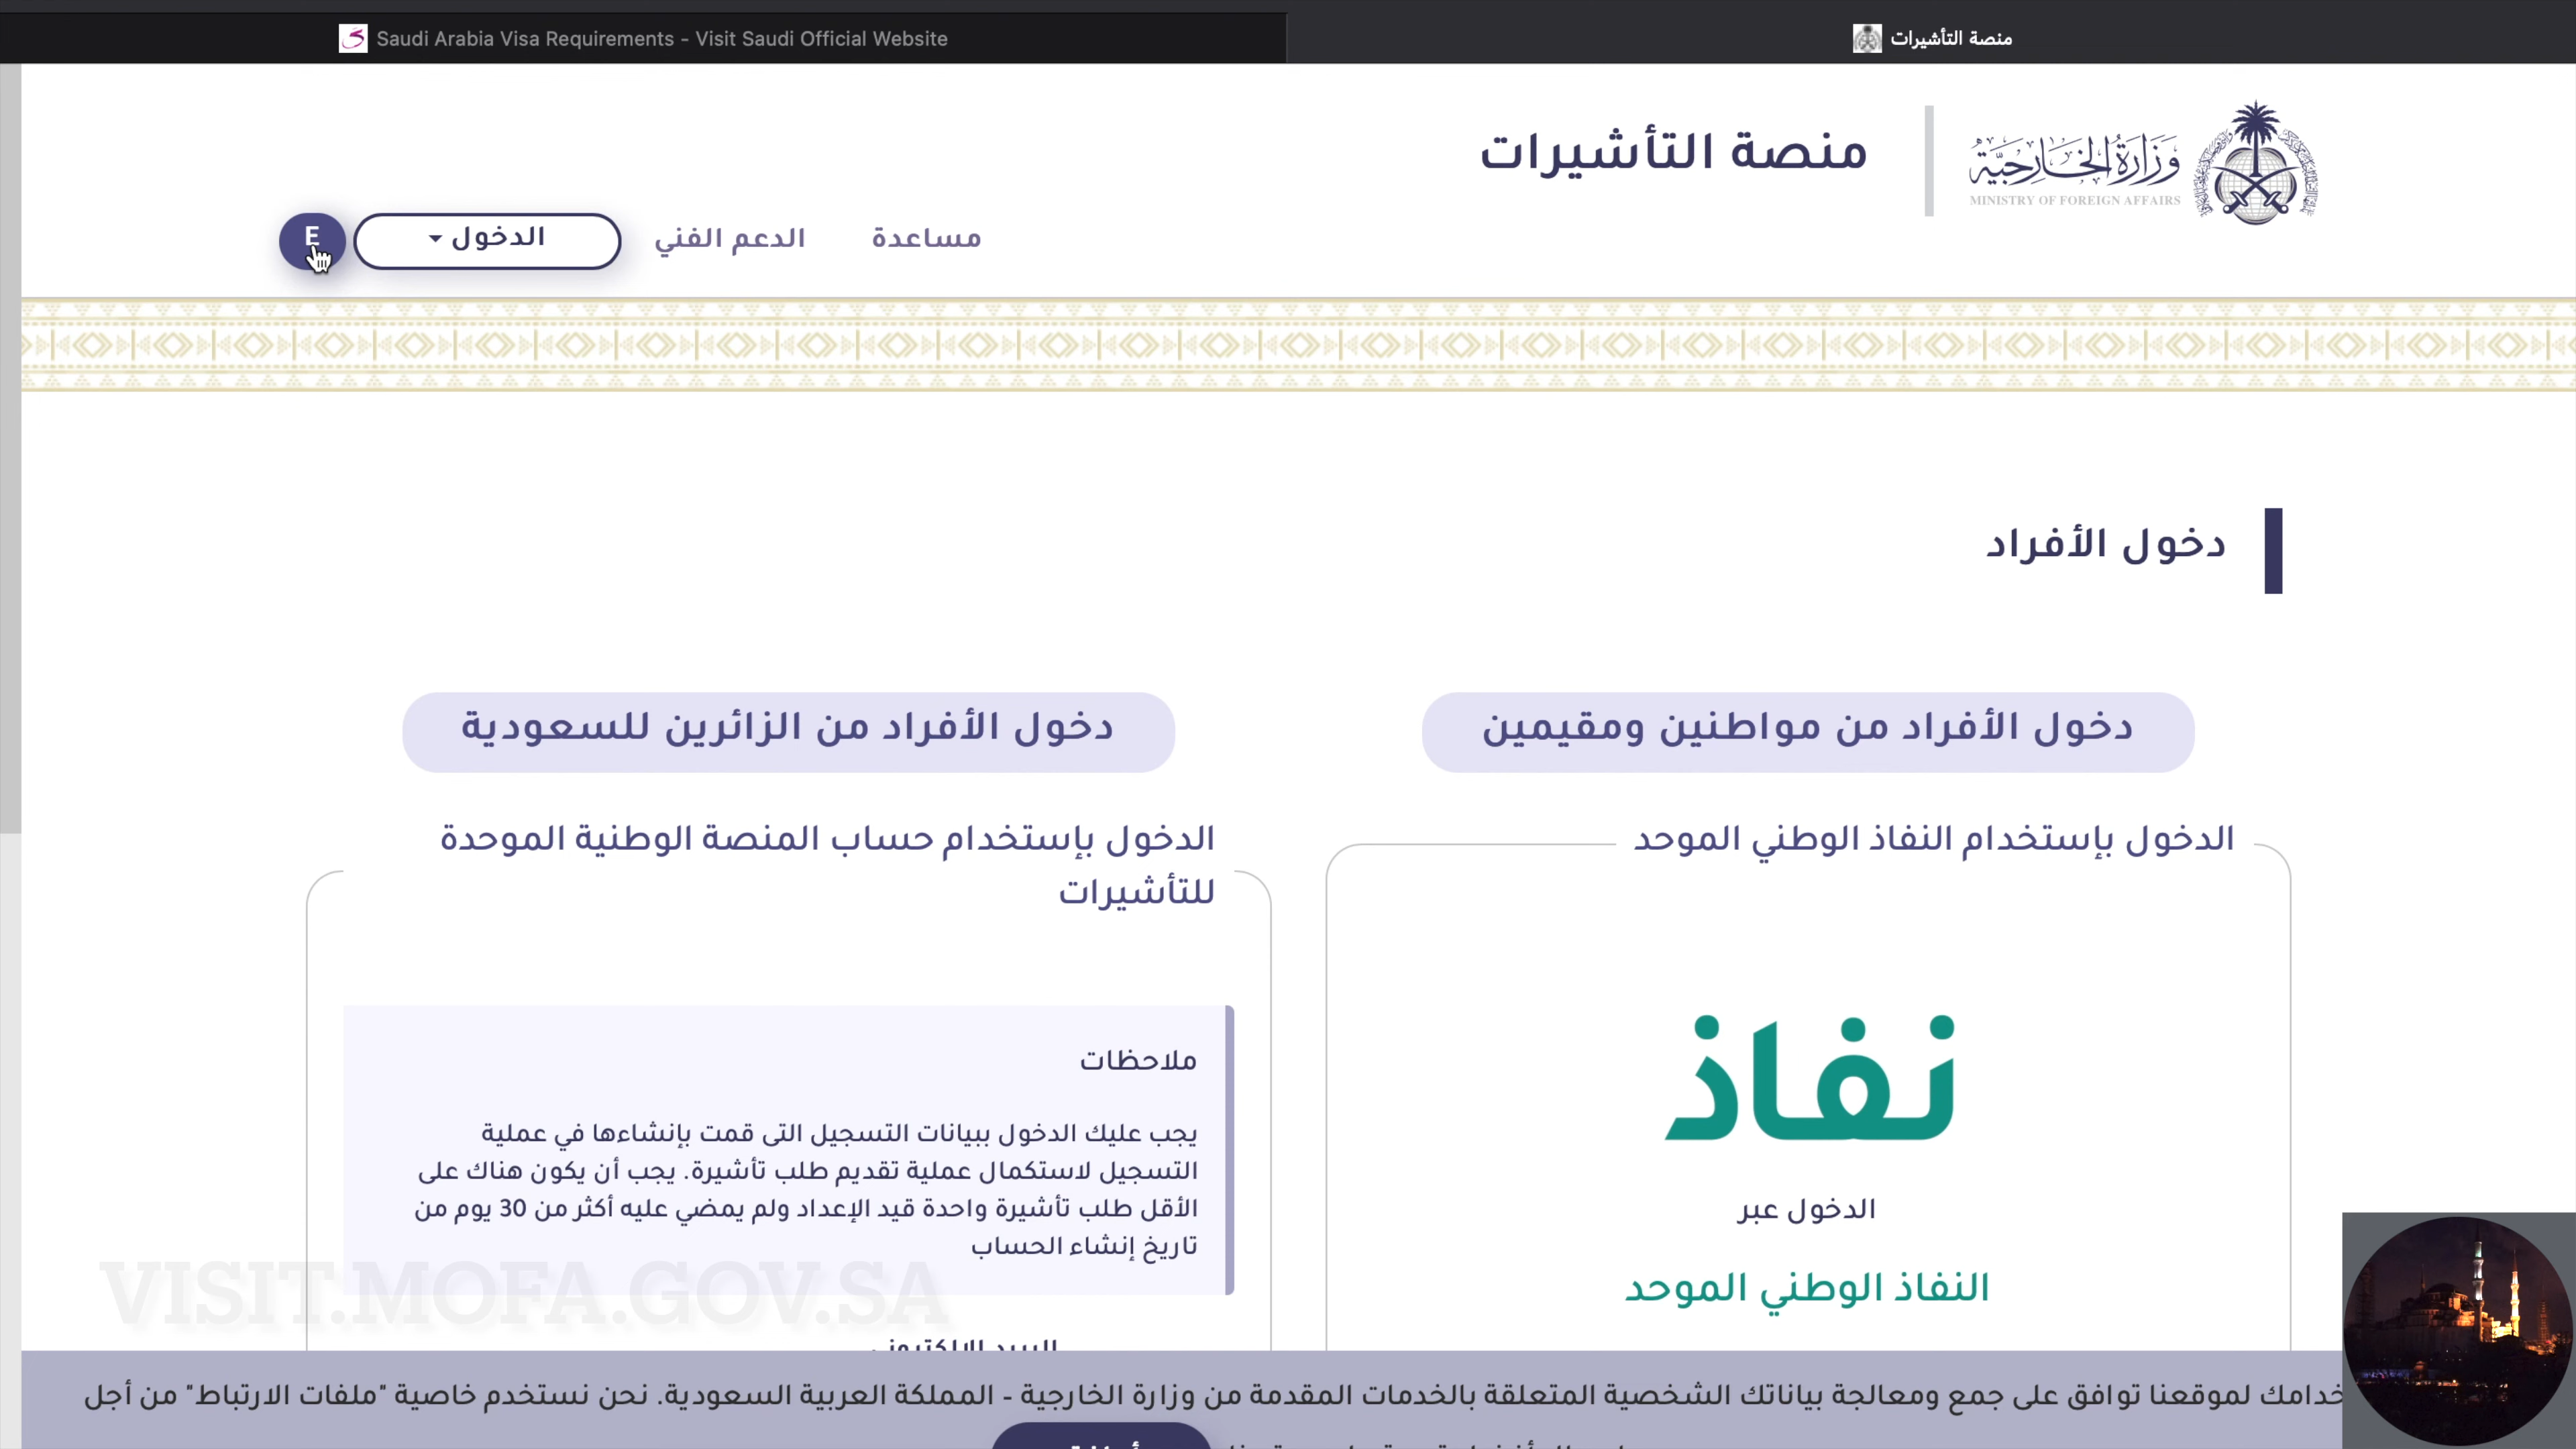 Saudi Arabia Visa Requirements - Visit Saudi Official Website
منصة التأشيرات
وزارة الخارجية
MINISTRY OF FOREIGN AFFAIRS
منصة التأشيرات
مساعدة
الدعم الفني
الدخول
E
دخول الأفراد
دخول الأفراد من مواطنين ومقيمين
الدخول بإستخدام النفاذ الوطني الموحد
نفاذ
الدخول عبر
النفاذ الوطني الموحد
دخول الأفراد من الزائرين للسعودية
الدخول بإستخدام حساب المنصة الوطنية الموحدة
للتأشيرات
ملاحظات
يجب عليك الدخول ببيانات التسجيل التى قمت بإنشاءها في عملية
التسجيل لاستكمال عملية تقديم طلب تأشيرة. يجب أن يكون هناك على
الأقل طلب تأشيرة واحدة قيد الإعداد ولم يمضي عليه أكثر من 30 يوم من
تاريخ إنشاء الحساب
البريد الإلكتروني
VISIT.MOFA.GOV.SA
خدامك لموقعنا توافق على جمع ومعالجة بياناتك الشخصية المتعلقة بالخدمات المقدمة من وزارة الخارجية - المملكة العربية السعودية. نحن نستخدم خاصية "ملفات الارتباط" من أجل